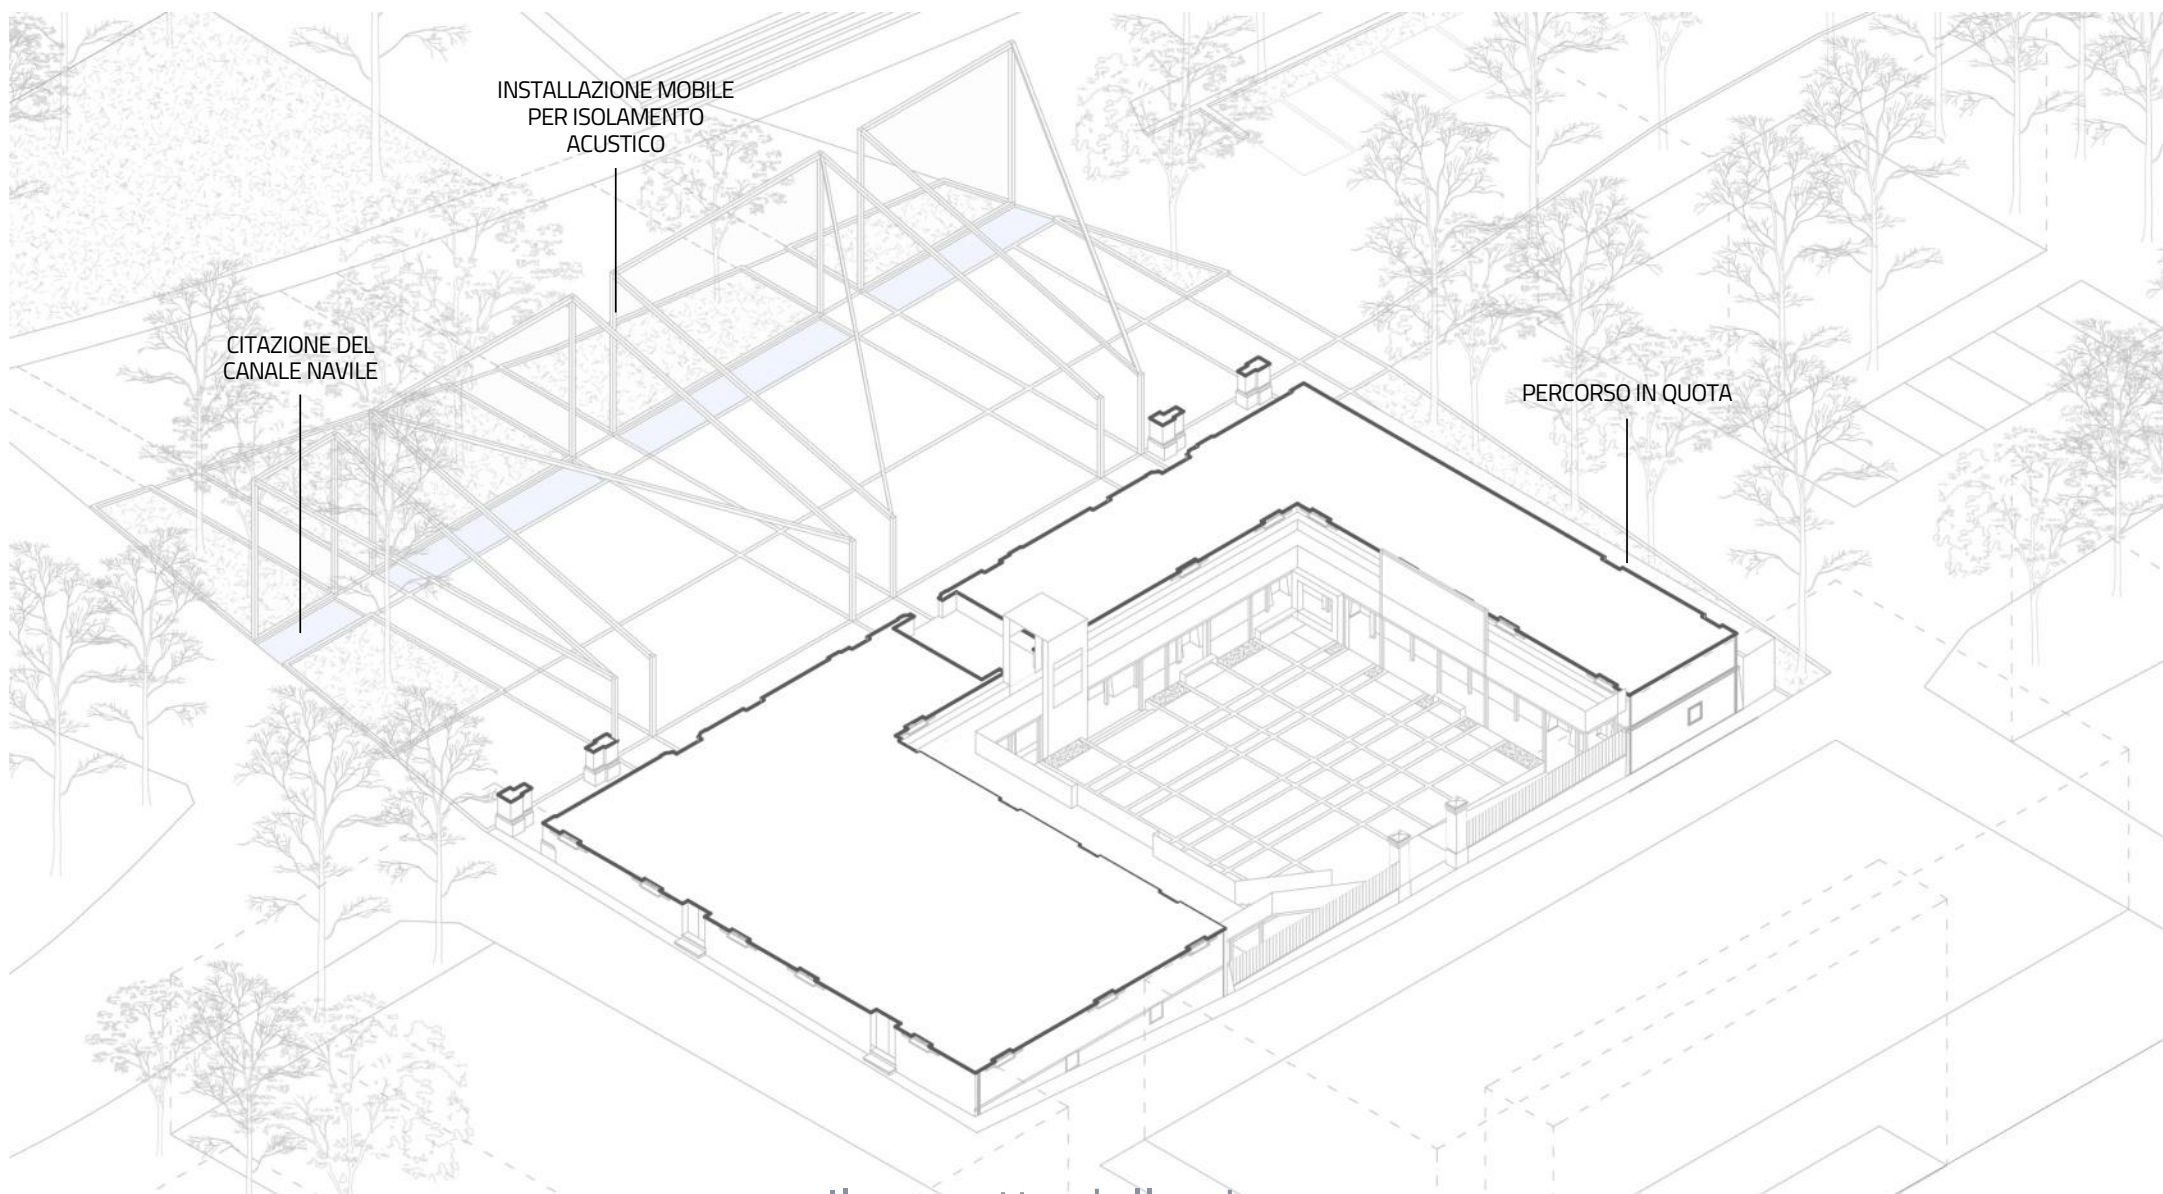 INSTALLAZIONE MOBILE
PER ISOLAMENTO
ACUSTICO
CITAZIONE DEL
CANALE NAVILE
PERCORSO IN QUOTA